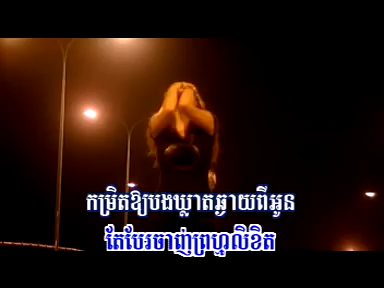 កម្រិតឱ្យបងឃ្លាតឆ្ងាយពីអូន
តែបែរចាញ់ព្រហ្មលិខិត